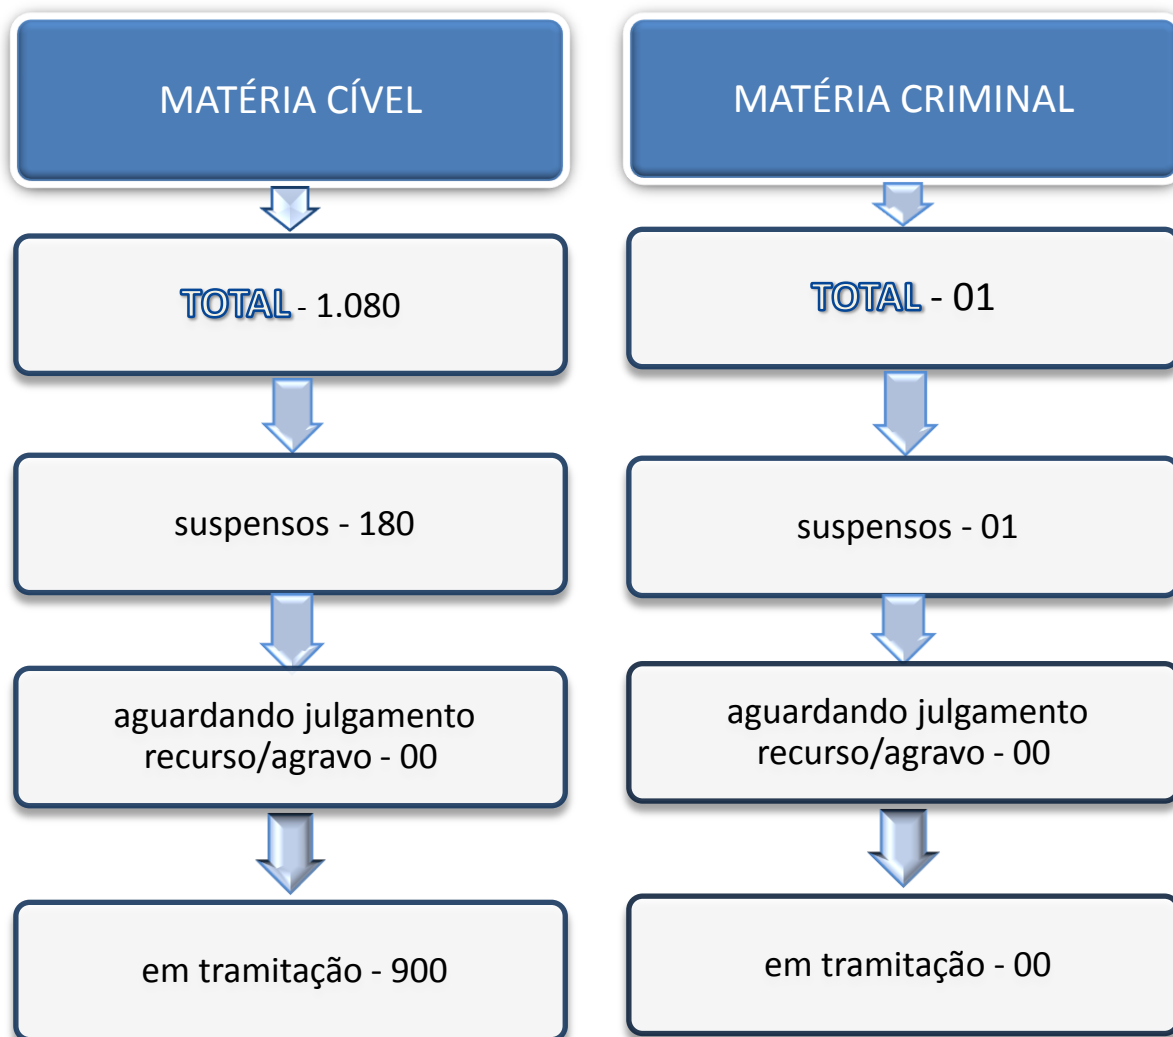 MATÉRIA CÍVEL
TOTAL - 1.080
suspensos - 180
aguardando julgamento
recurso/agravo - 00
em tramitação - 900
MATÉRIA CRIMINAL
TOTAL - 01
suspensos - 01
aguardando julgamento
recurso/agravo - 00
em tramitação - 00